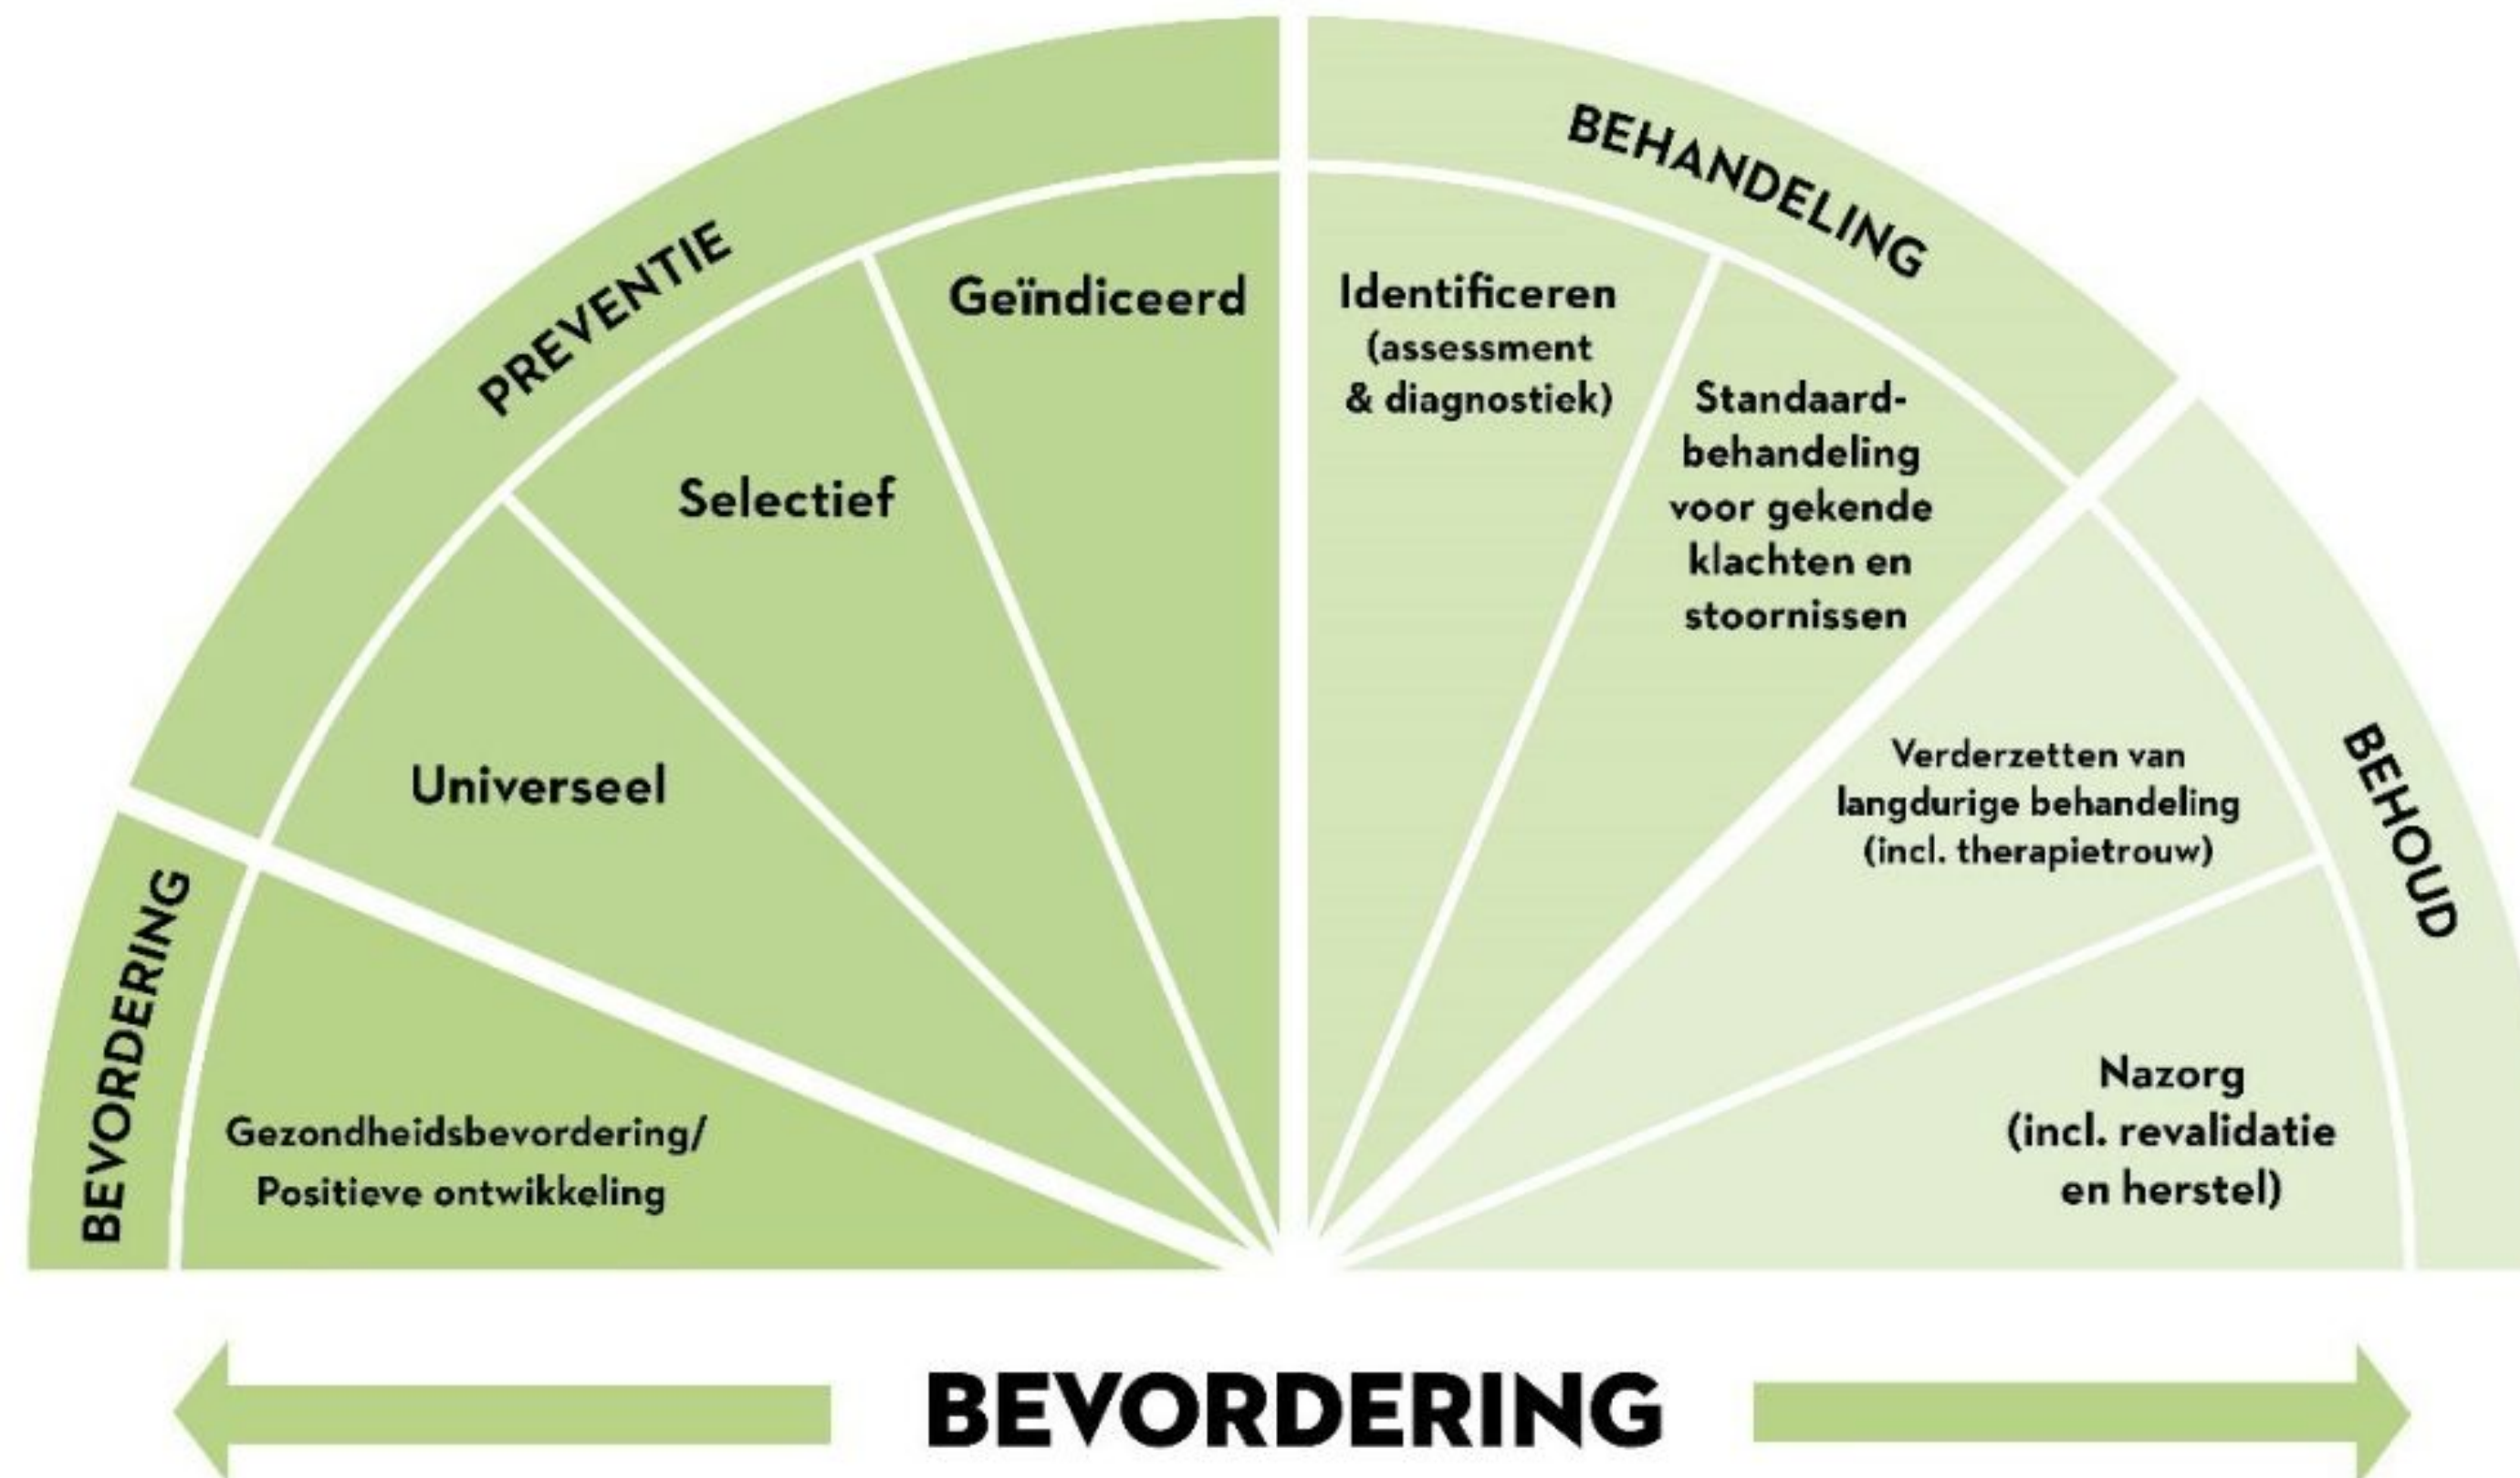 BEVORDERING
Gezondheidsbevordering/
Positieve ontwikkeling
PREVENTIE
Universeel
Selectief
Geïndiceerd
BEHANDELING
Identificeren
(assessment
& diagnostiek)
Standaard-
behandeling
voor gekende
klachten en
stoornissen
BEHOUD
Verderzetten van
langdurige behandeling
(incl. therapietrouw)
Nazorg
(incl. revalidatie
en herstel)
BEVORDERING